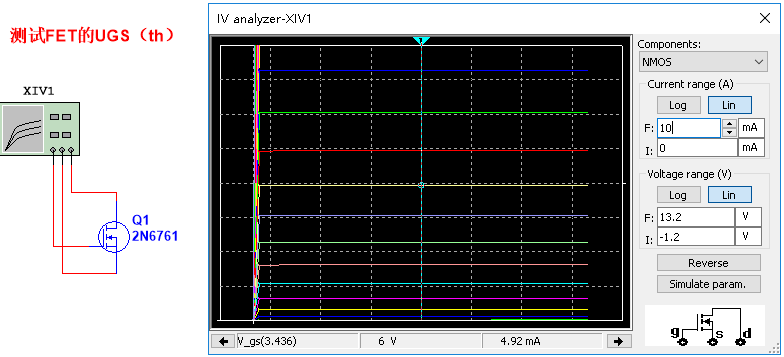 测试FET的UGS（th）
XIV1
Q1
2N6761
IV analyzer-XIV1
Components:
NMOS
Current range (A)
Log Lin
F: 10 mA
I: 0 mA
Voltage range (V)
Log Lin
F: 13.2 V
I: -1.2 V
Reverse
Simulate param.
g s d
V_gs(3.436) 6 V 4.92 mA